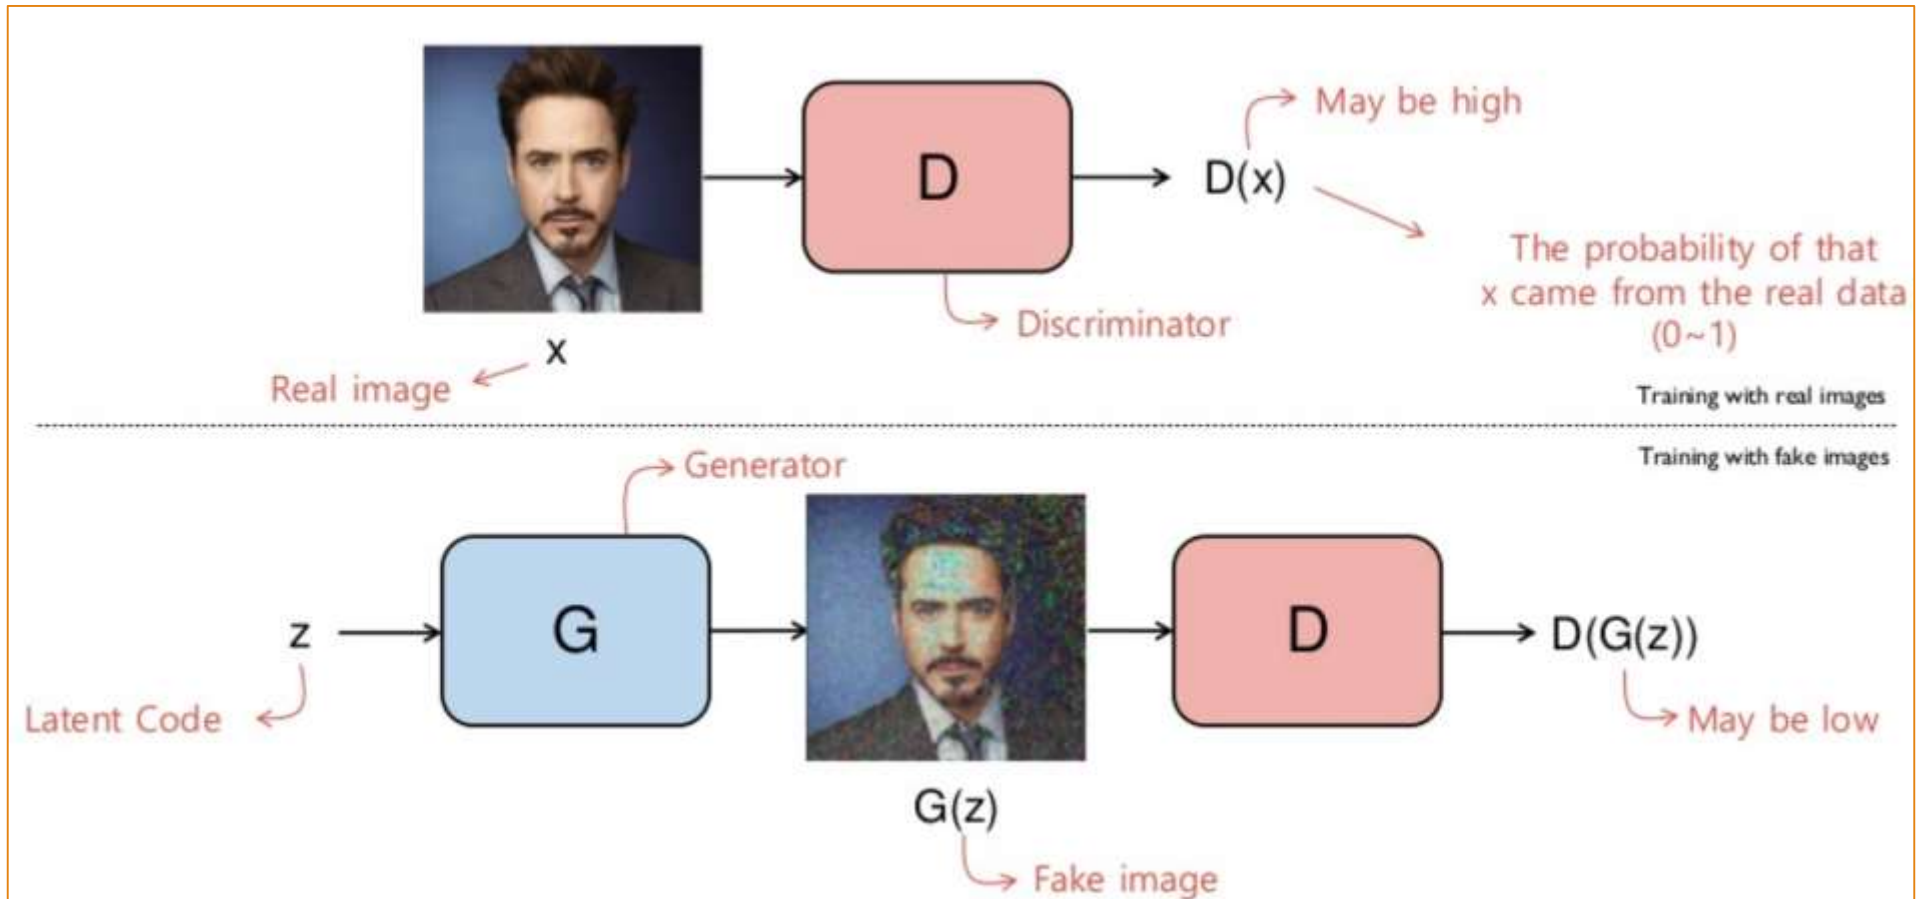 May be high
D
D(x)
The probability of that
x came from the real data
(0~1)
Discriminator
x
Real image
Training with real images
Training with fake images
Generator
z
G
D
D(G(z))
Latent Code
May be low
G(z)
Fake image